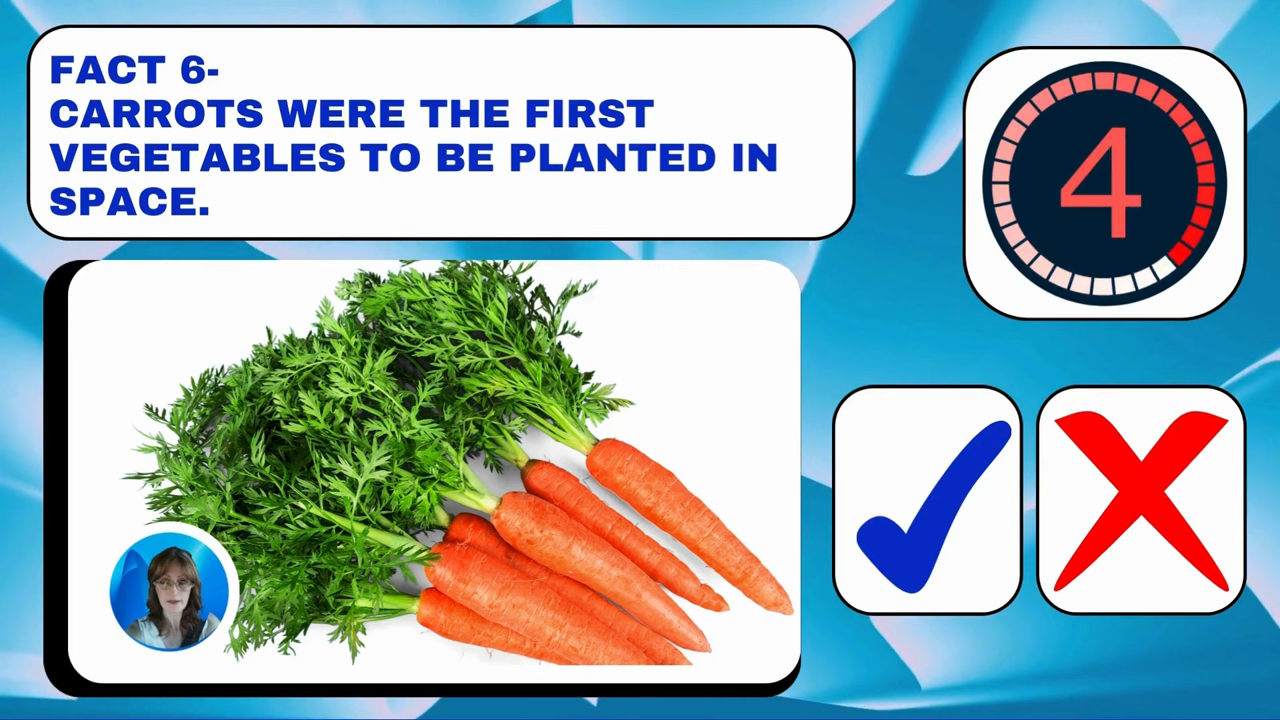 FACT 6-
CARROTS WERE THE FIRST
VEGETABLES TO BE PLANTED IN
SPACE.
4